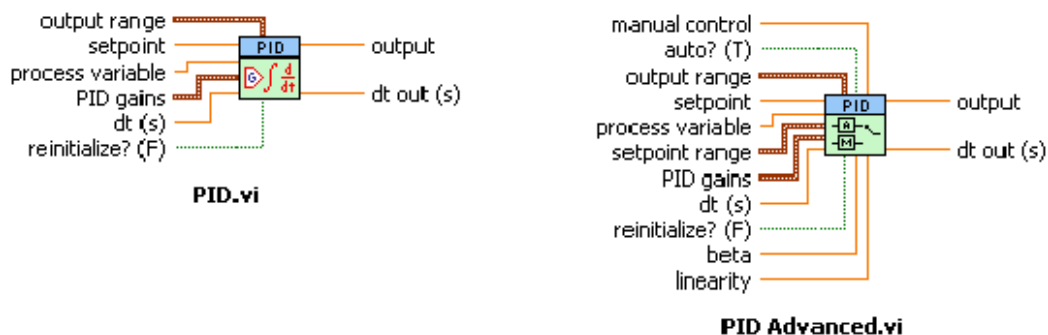 output range
setpoint
process variable
PID gains
dt (s)
reinitialize? (F)
PID
G
d
dt
output
dt out (s)
PID.vi
manual control
auto? (T)
output range
setpoint
process variable
setpoint range
PID gains
dt (s)
reinitialize? (F)
beta
linearity
PID
A
M
output
dt out (s)
PID Advanced.vi